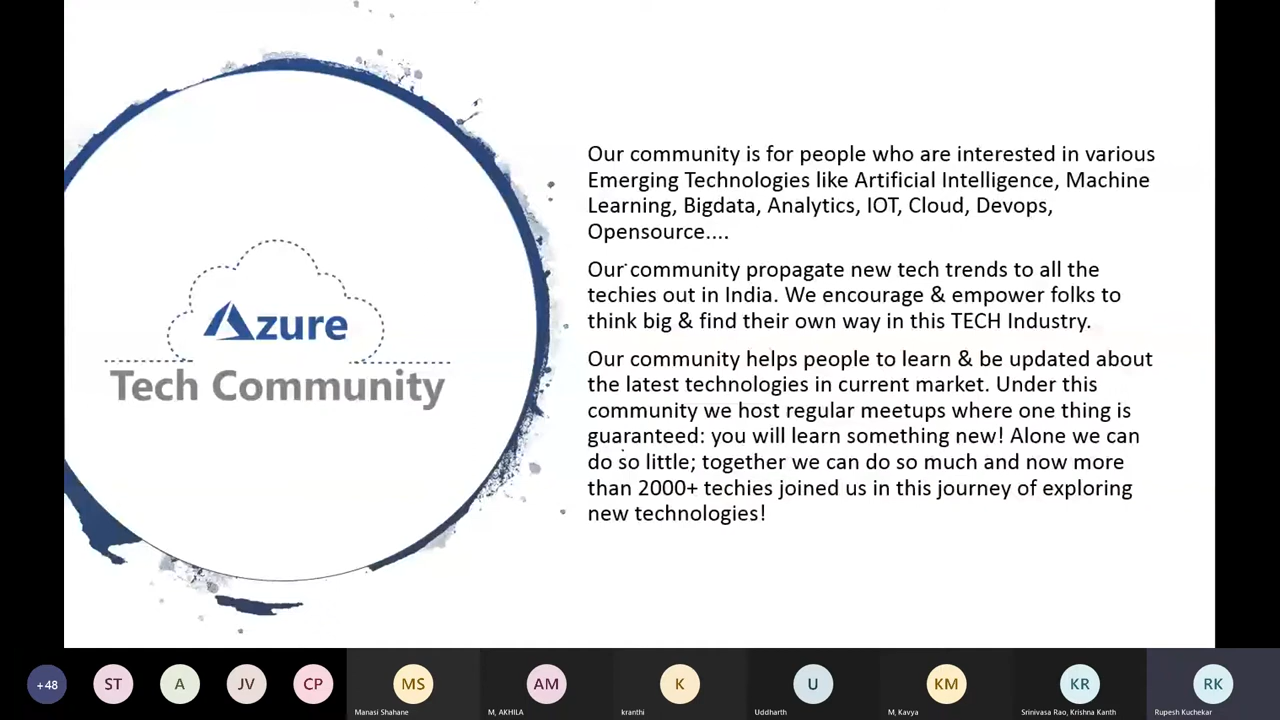 Our community is for people who are interested in various
Emerging Technologies like Artificial Intelligence, Machine
Learning, Bigdata, Analytics, IOT, Cloud, Devops,
Opensource....
Our community propagate new tech trends to all the
techies out in India. We encourage & empower folks to
think big & find their own way in this TECH Industry.
Our community helps people to learn & be updated about
the latest technologies in current market. Under this
community we host regular meetups where one thing is
guaranteed: you will learn something new! Alone we can
do so little; together we can do so much and now more
than 2000+ techies joined us in this journey of exploring
new technologies!
Azure
Tech Community
+48 ST A JV CP MS AM K U KM KR RK
Manasi Shahane M, AKHILA kranthi Uddharth M, Kavya Srinivasa Rao, Krishna Kanth Rupesh Kuchekar